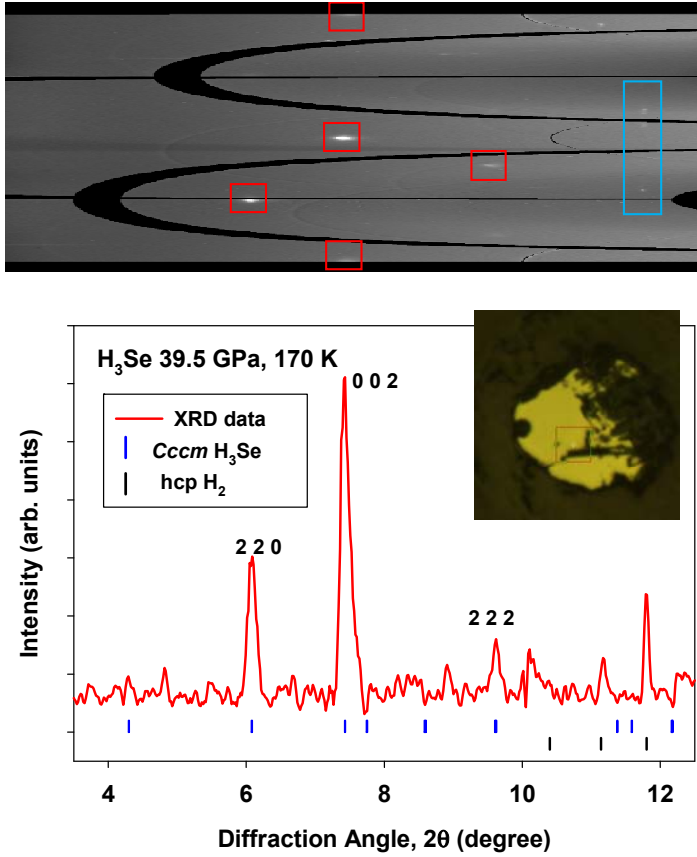 H₃Se 39.5 GPa, 170 K
0 0 2
XRD data
Cccm H₃Se
hcp H₂
2 2 0
2 2 2
Intensity (arb. units)
4 6 8 10 12
Diffraction Angle, 2θ (degree)